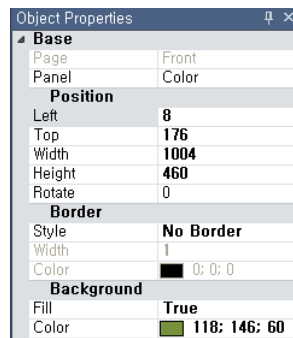 Object Properties
Base
Page Front
Panel Color
Position
Left 8
Top 176
Width 1004
Height 460
Rotate 0
Border
Style No Border
Width 1
Color 0; 0; 0
Background
Fill True
Color 118; 146; 60